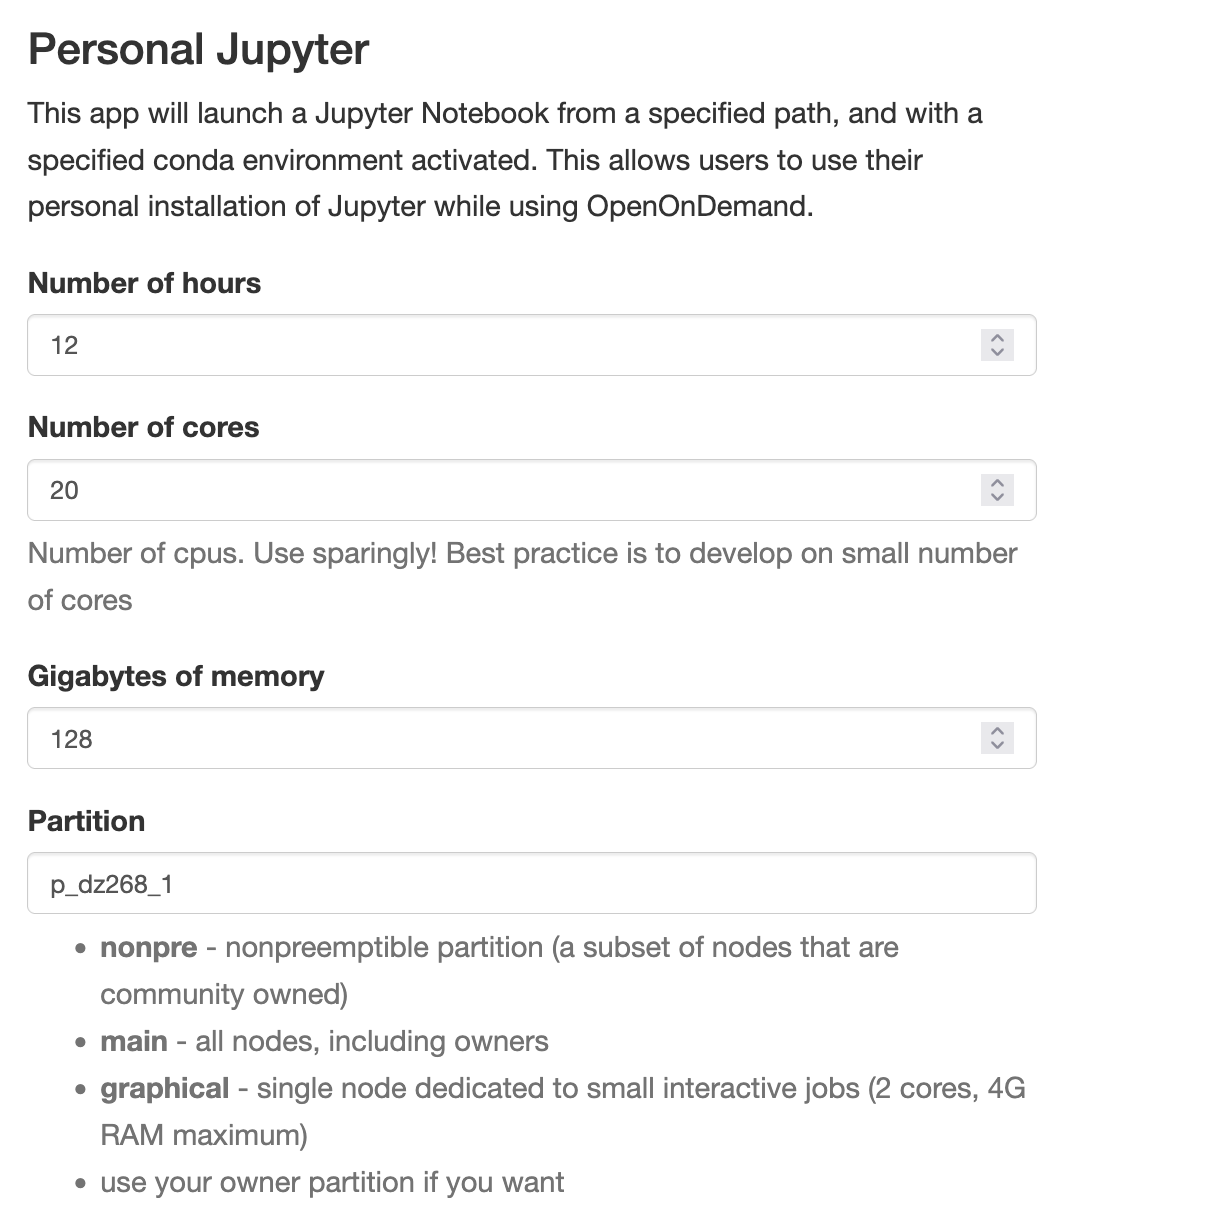 Personal Jupyter
This app will launch a Jupyter Notebook from a specified path, and with a
specified conda environment activated. This allows users to use their
personal installation of Jupyter while using OpenOnDemand.
Number of hours
12
Number of cores
20
Number of cpus. Use sparingly! Best practice is to develop on small number
of cores
Gigabytes of memory
128
Partition
p_dz268_1
• nonpre - nonpreemptible partition (a subset of nodes that are
community owned)
• main - all nodes, including owners
• graphical - single node dedicated to small interactive jobs (2 cores, 4G
RAM maximum)
• use your owner partition if you want